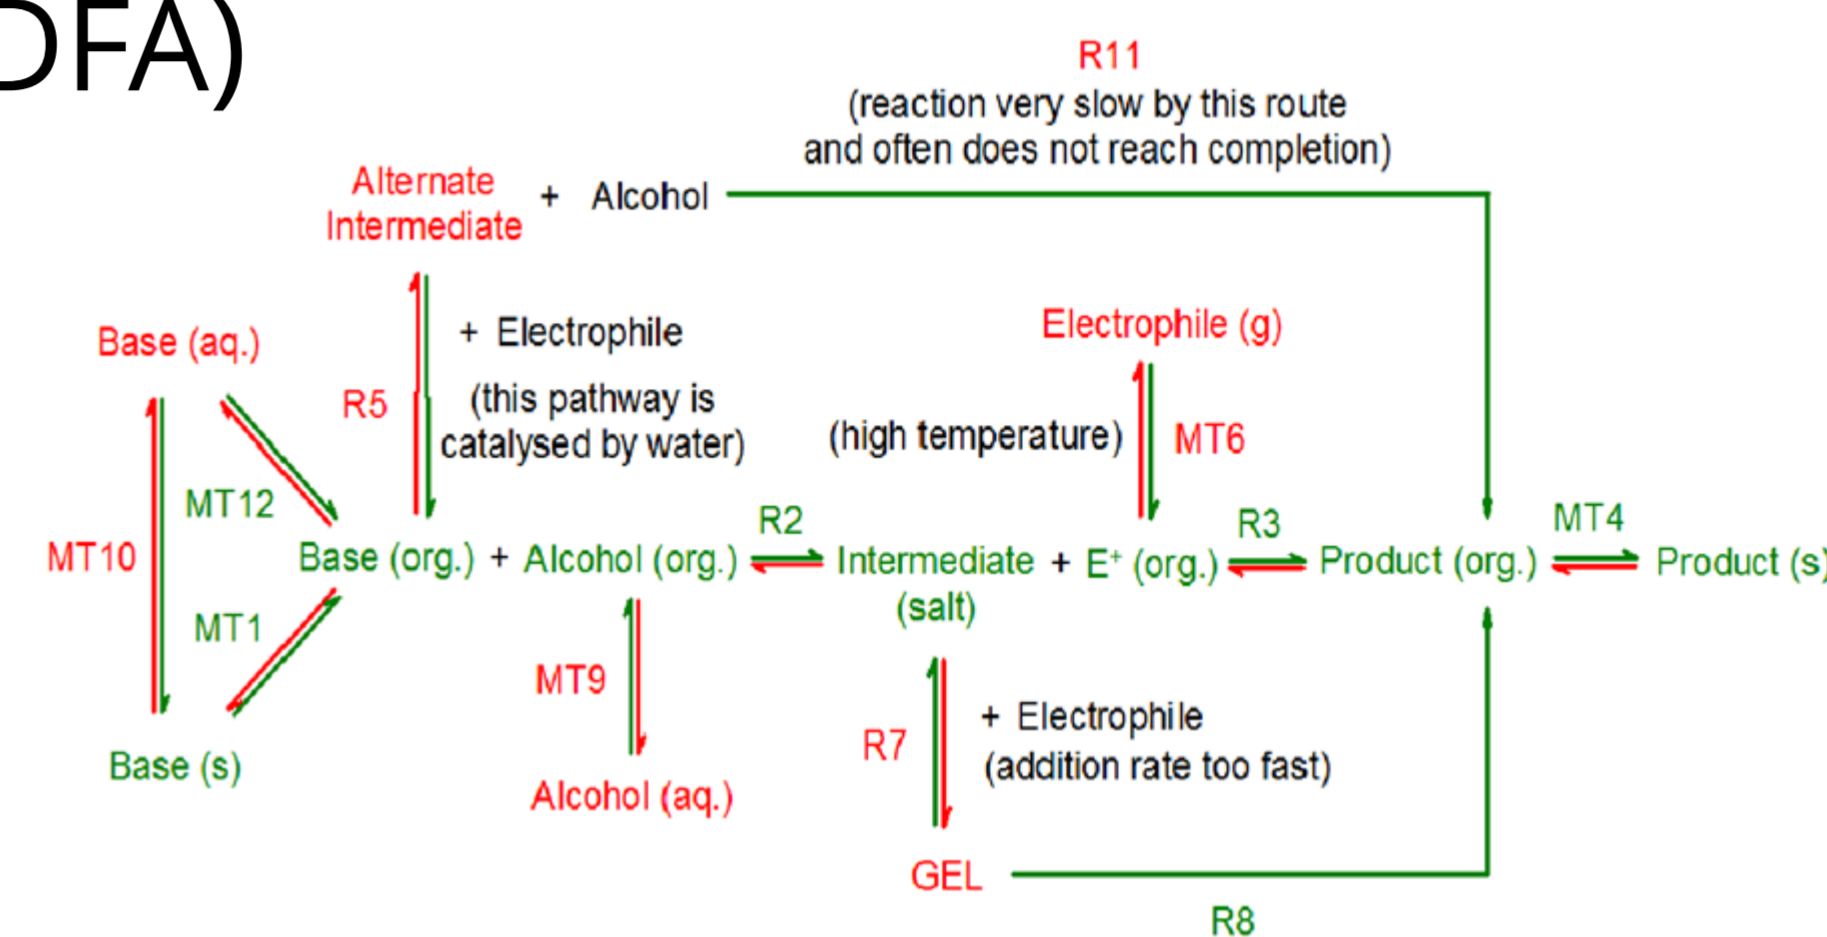 DFA)
R11
(reaction very slow by this route
and often does not reach completion)
Alternate
Intermediate
+ Alcohol
Base (aq.)
+ Electrophile
(this pathway is
catalysed by water)
R5
Electrophile (g)
(high temperature)
MT6
MT12
MT10
MT1
Base (org.) + Alcohol (org.)
R2
Intermediate
(salt)
+ E⁺ (org.)
R3
Product (org.)
MT4
Product (s)
MT9
Base (s)
Alcohol (aq.)
R7
+ Electrophile
(addition rate too fast)
GEL
R8